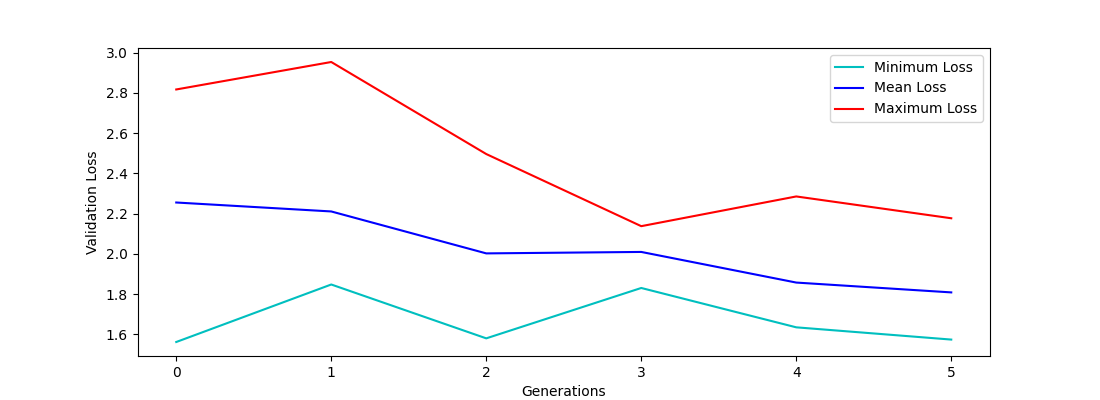 3.0
2.8
2.6
2.4
2.2
2.0
1.8
1.6
Validation Loss
Minimum Loss
Mean Loss
Maximum Loss
0 1 2 3 4 5
Generations